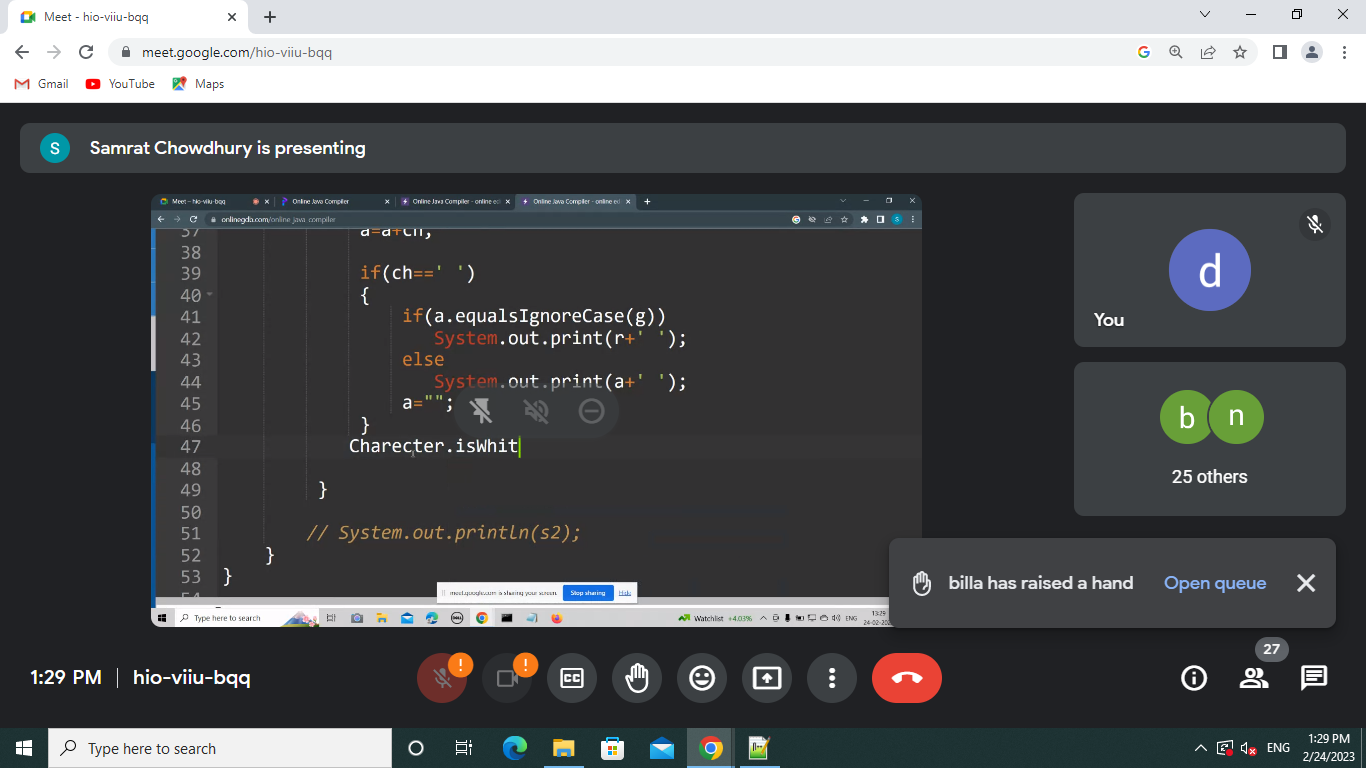 Meet - hio-viiu-bqq
meet.google.com/hio-viiu-bqq
Gmail YouTube Maps
S Samrat Chowdhury is presenting
Meet - hio-viiu-bqq Online Java Compiler Online Java Compiler - online edi Online Java Compiler - online edi
onlinegdb.com/online_java_compiler
37 a=a+ch;
38
39 if(ch==' ')
40 {
41 if(a.equalsIgnoreCase(g))
42 System.out.print(r+' ');
43 else
44 System.out.print(a+' ');
45 a="";
46 }
47 Charecter.isWhit
48
49 }
50
51 // System.out.println(s2);
52 }
53 }
54
meet.google.com is sharing your screen. Stop sharing Hide
Type here to search Watchlist +4.03% ENG 13:29
24-02-202
d
You
b n
25 others
billa has raised a hand Open queue
1:29 PM | hio-viiu-bqq
27
Type here to search
ENG
1:29 PM
2/24/2023